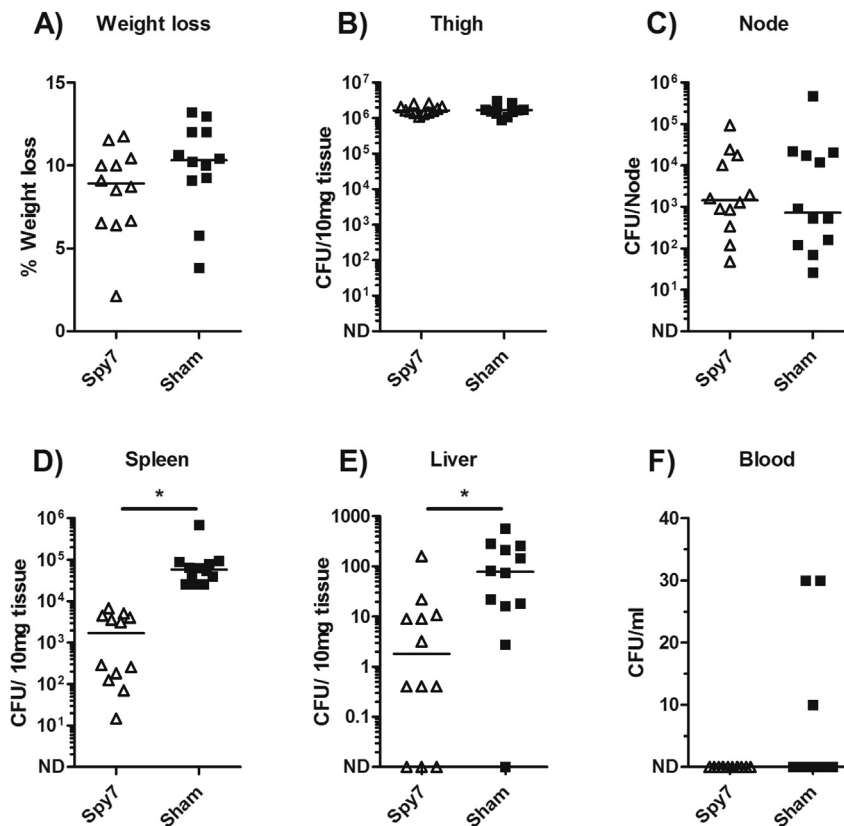 A) Weight loss
% Weight loss
15
10
5
0
Spy7
Sham
B) Thigh
CFU/10mg tissue
10⁷
10⁶
10⁵
10⁴
10³
10²
10¹
ND
Spy7
Sham
C) Node
CFU/Node
10⁶
10⁵
10⁴
10³
10²
10¹
ND
Spy7
Sham
D) Spleen
*
CFU/ 10mg tissue
10⁶
10⁵
10⁴
10³
10²
10¹
ND
Spy7
Sham
E) Liver
*
CFU/ 10mg tissue
1000
100
10
1
0.1
ND
Spy7
Sham
F) Blood
CFU/ml
40
30
20
10
ND
Spy7
Sham